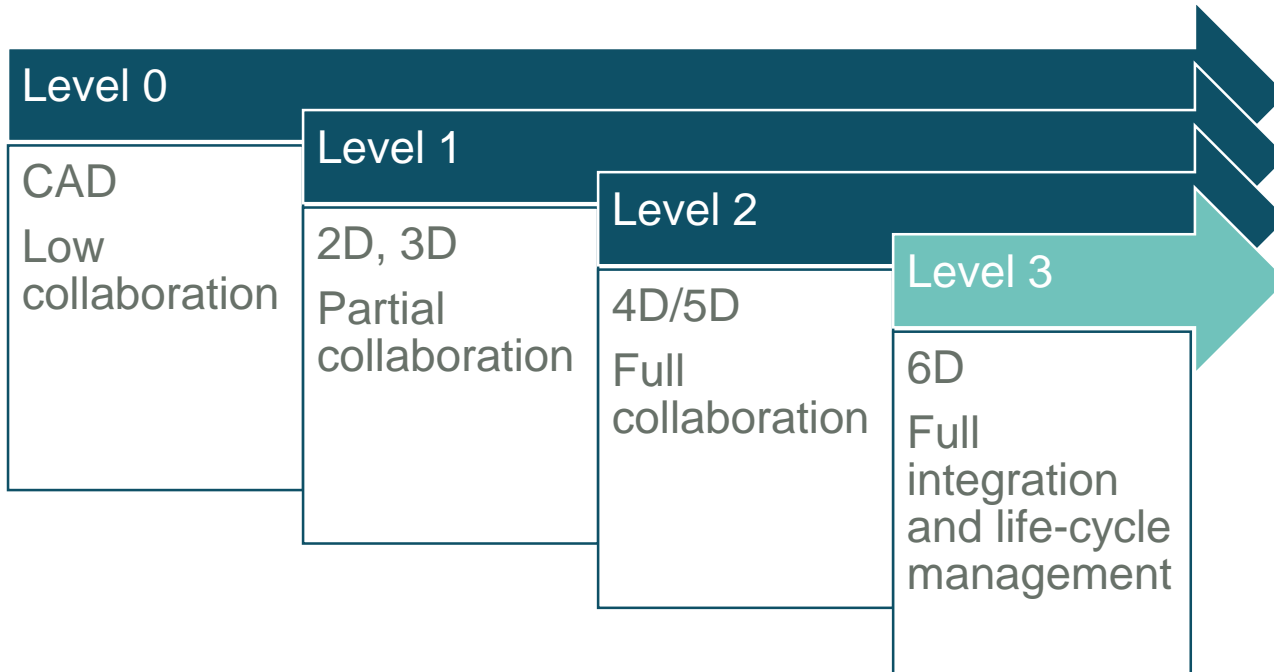 Level 0
CAD
Low
collaboration
Level 1
2D, 3D
Partial
collaboration
Level 2
4D/5D
Full
collaboration
Level 3
6D
Full
integration
and life-cycle
management